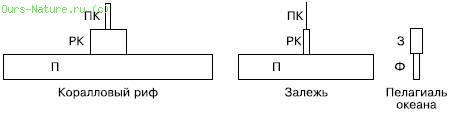 Ours-Nature.ru (c)
ПК
ПК
РК
РК
З
П
П
Ф
Коралловый риф
Залежь
Пелагиаль
океана